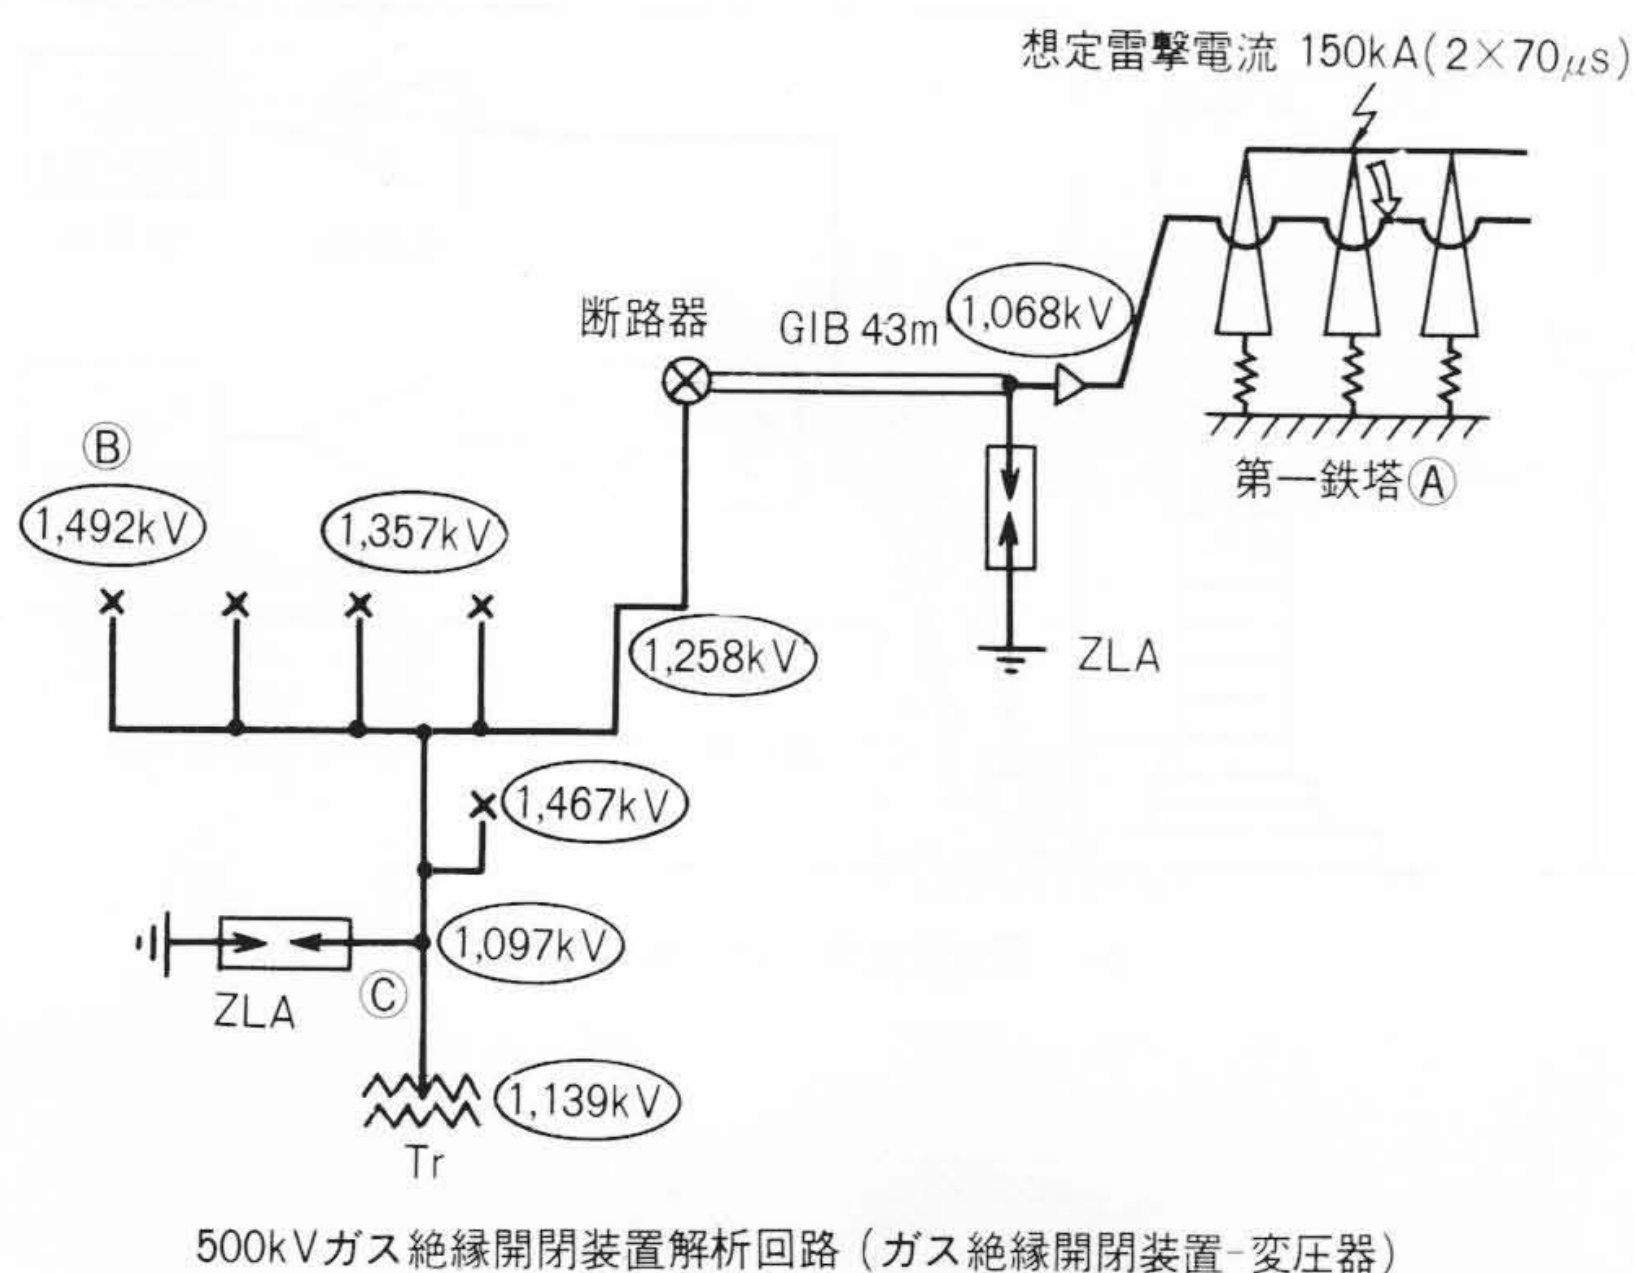 想定雷撃電流 150kA(2×70μs)
断路器
GIB 43m
1,068kV
Ⓑ
第一鉄塔Ⓐ
1,492kV
1,357kV
1,258kV
ZLA
1,467kV
1,097kV
ZLA
Ⓒ
1,139kV
Tr
500kVガス絶縁開閉装置解析回路(ガス絶縁開閉装置-変圧器)